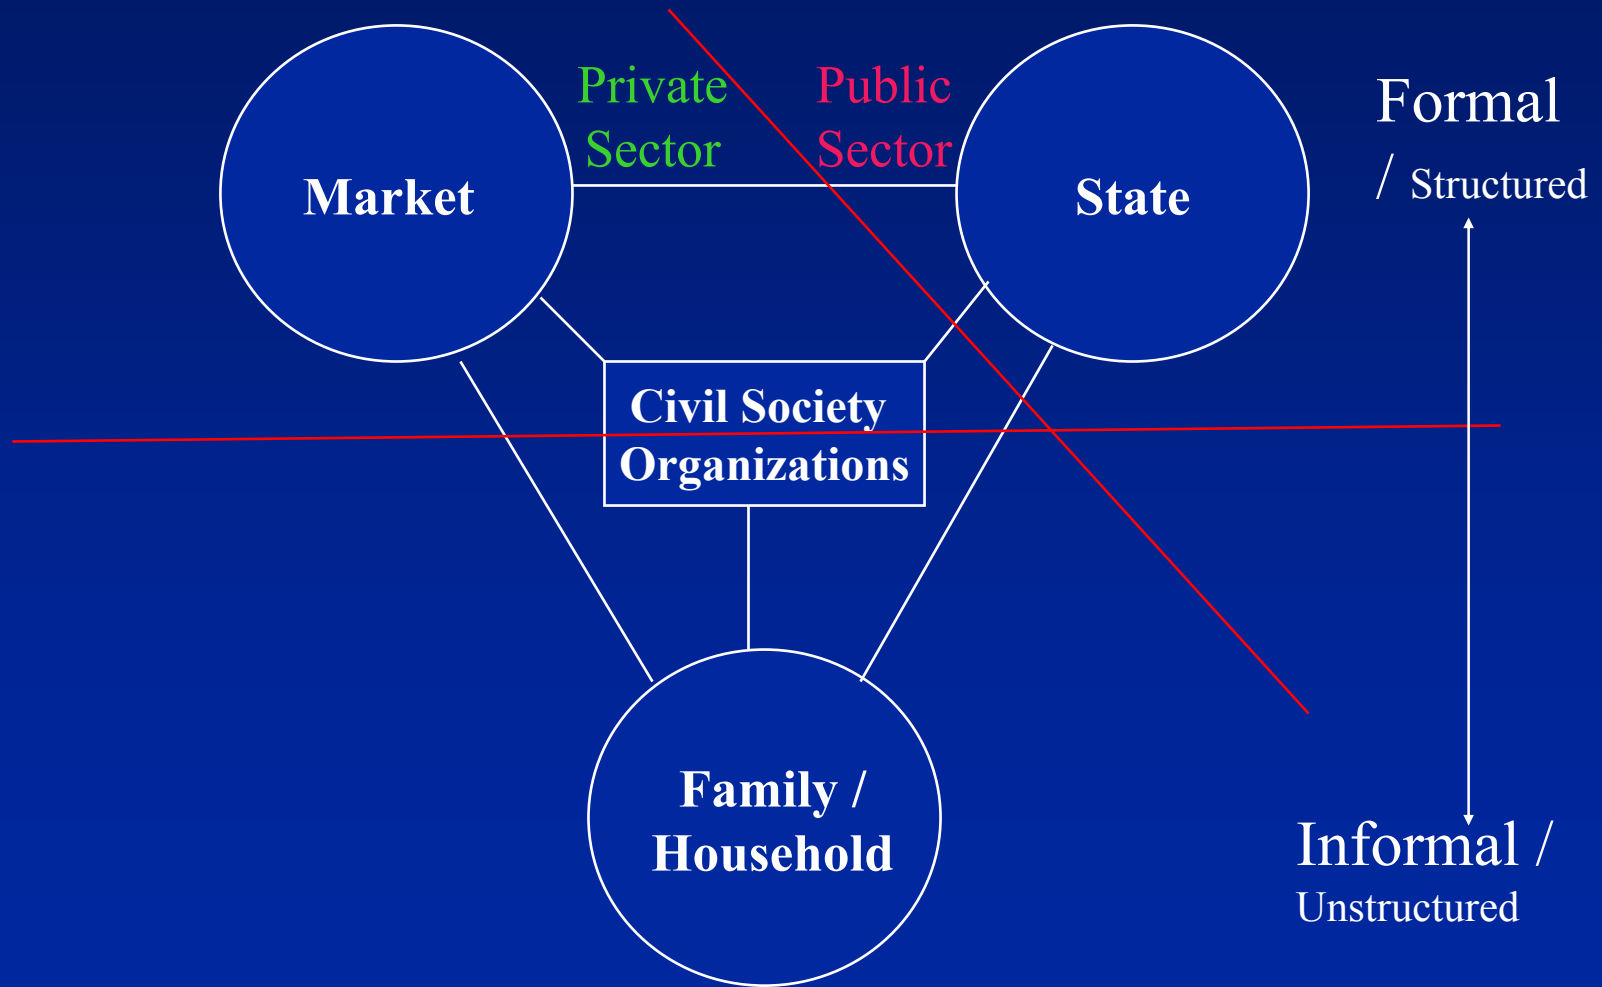 Private
Sector
Public
Sector
Formal
/ Structured
Market
State
Civil Society
Organizations
Family /
Household
Informal /
Unstructured